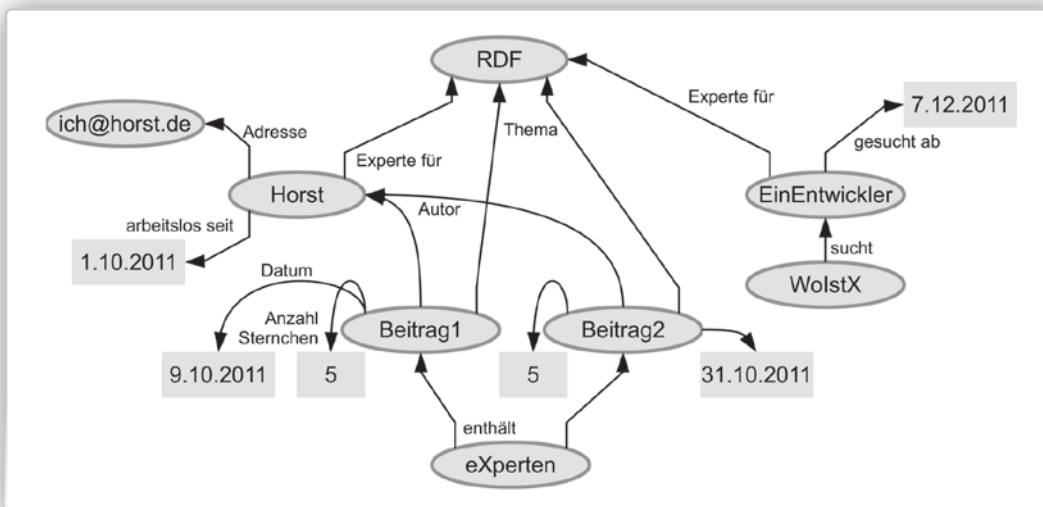 RDF
Experte für
7.12.2011
ich@horst.de
Adresse
Thema
gesucht ab
Experte für
Horst
EinEntwickler
Autor
arbeitslos seit
sucht
1.10.2011
Datum
WoIstX
Anzahl
Sternchen
Beitrag1
Beitrag2
9.10.2011
5
5
31.10.2011
enthält
eXperten